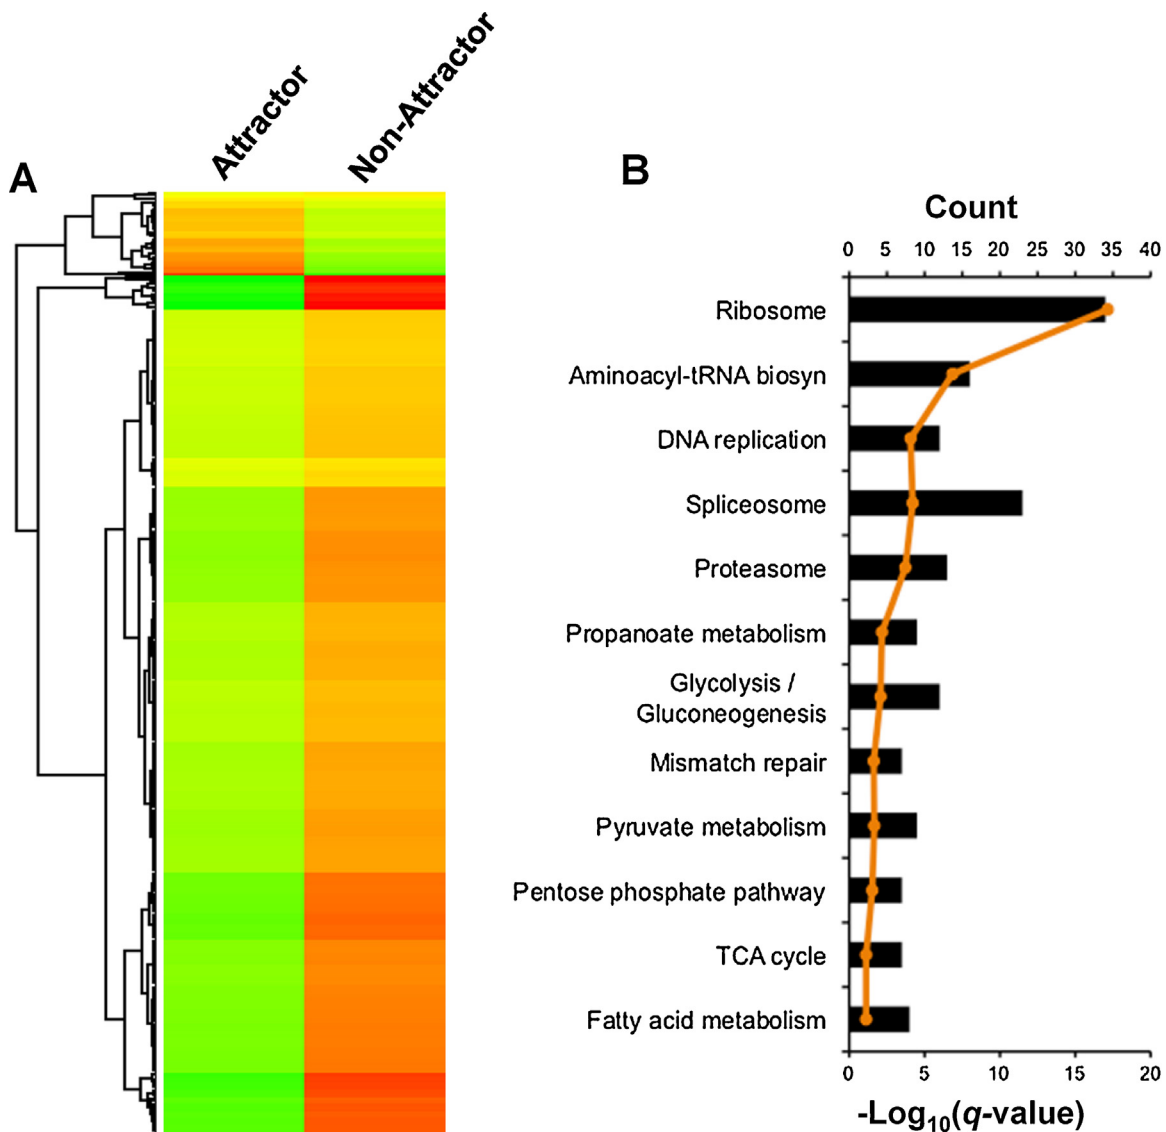 A
Attractor
Non-Attractor
B
Count
0 5 10 15 20 25 30 35 40
Ribosome
Aminoacyl-tRNA biosyn
DNA replication
Spliceosome
Proteasome
Propanoate metabolism
Glycolysis /
Gluconeogenesis
Mismatch repair
Pyruvate metabolism
Pentose phosphate pathway
TCA cycle
Fatty acid metabolism
0 5 10 15 20
-Log₁₀(q-value)